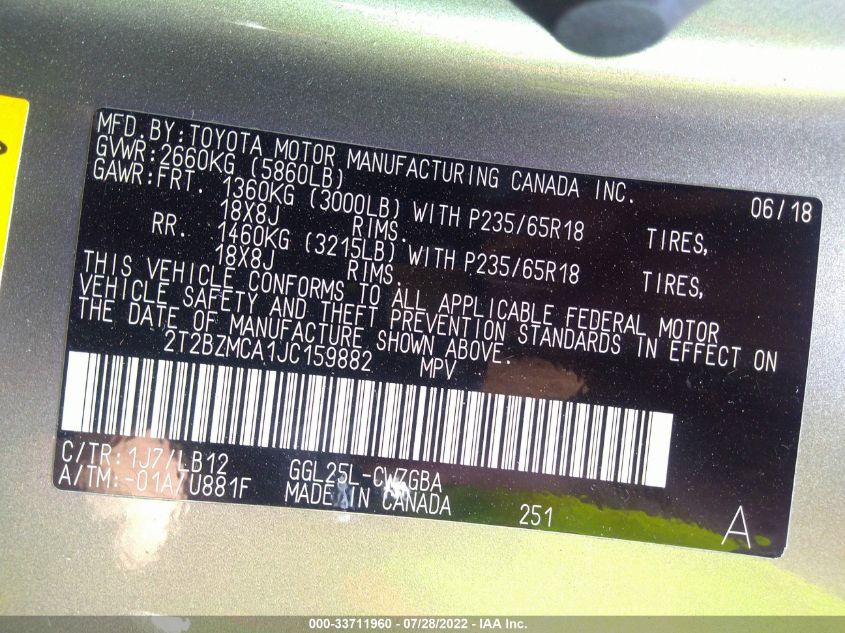 MFD.BY:TOYOTA MOTOR MANUFACTURING CANADA INC. 06/18
GVWR:2660KG (5860LB)
GAWR:FRT. 1360KG (3000LB) WITH P235/65R18 TIRES,
18X8J RIMS.
RR. 1460KG (3215LB) WITH P235/65R18 TIRES,
18X8J RIMS.
THIS VEHICLE CONFORMS TO ALL APPLICABLE FEDERAL MOTOR
VEHICLE SAFETY AND THEFT PREVENTION STANDARDS IN EFFECT ON
THE DATE OF MANUFACTURE SHOWN ABOVE.
2T2BZMCA1JC159882 MPV
C/TR:1J7/LB12 GGL25L-CWZGBA
A/TM:-01A/U881F MADE IN CANADA 251 A
000-33711960 - 07/28/2022 - IAA Inc.